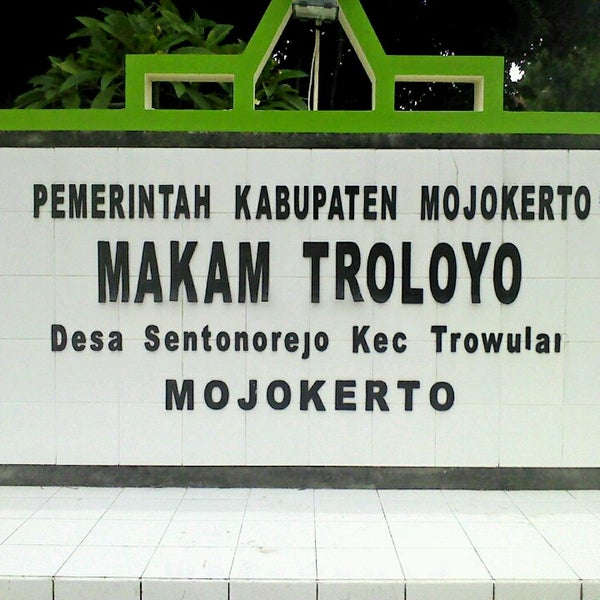 PEMERINTAH KABUPATEN MOJOKERTO
MAKAM TROLOYO
Desa Sentonorejo Kec Trowulan
MOJOKERTO